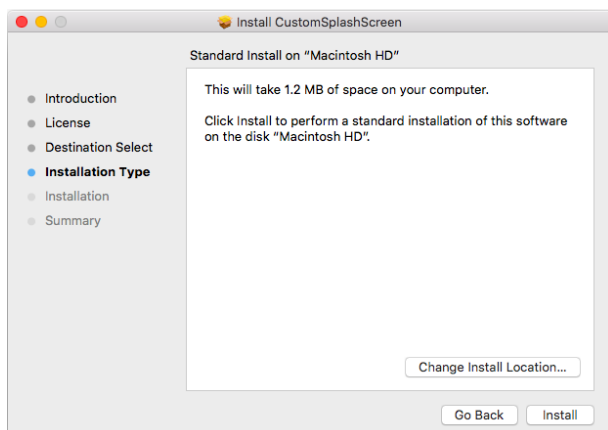 Install CustomSplashScreen
Standard Install on “Macintosh HD”
Introduction
License
Destination Select
Installation Type
Installation
Summary
This will take 1.2 MB of space on your computer.
Click Install to perform a standard installation of this software
on the disk “Macintosh HD”.
Change Install Location...
Go Back
Install